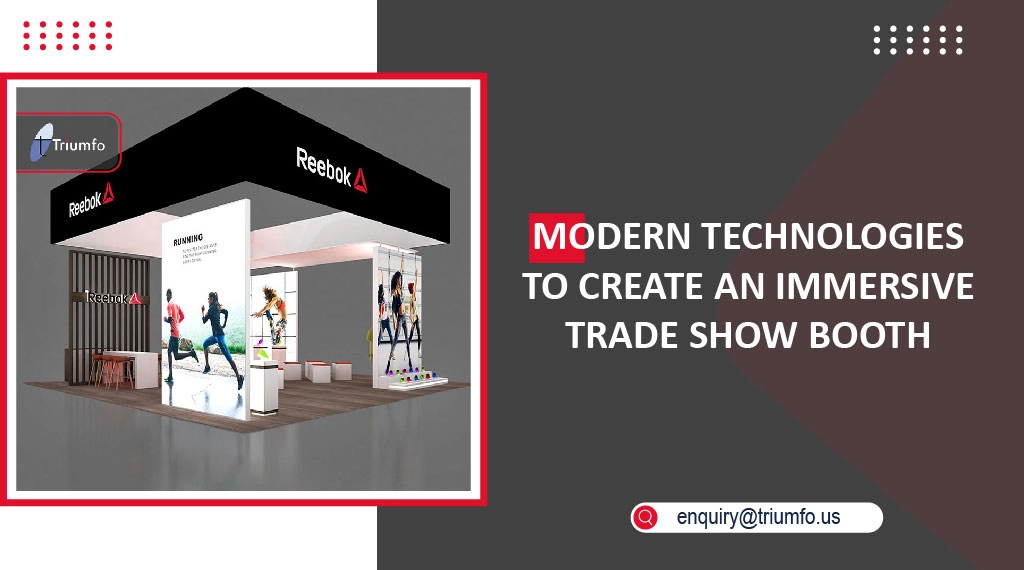 Triumfo
Reebok
Reebok
RUNNING
Reebok
MODERN TECHNOLOGIES
TO CREATE AN IMMERSIVE
TRADE SHOW BOOTH
enquiry@triumfo.us